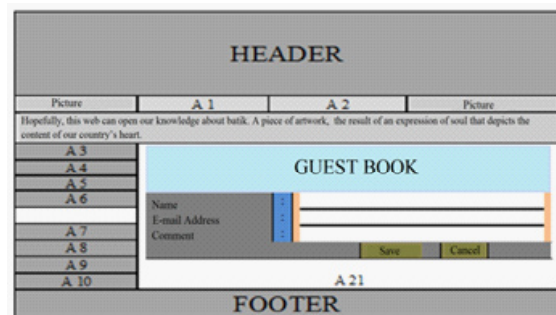 HEADER
Picture A 1 A 2 Picture
Hopefully, this web can open our knowledge about batik. A piece of artwork, the result of an expression of soul that depicts the
content of our country's heart.
A 3
A 4
A 5
A 6
A 7
A 8
A 9
A 10
GUEST BOOK
Name :
E-mail Address :
Comment :
Save Cancel
A 21
FOOTER